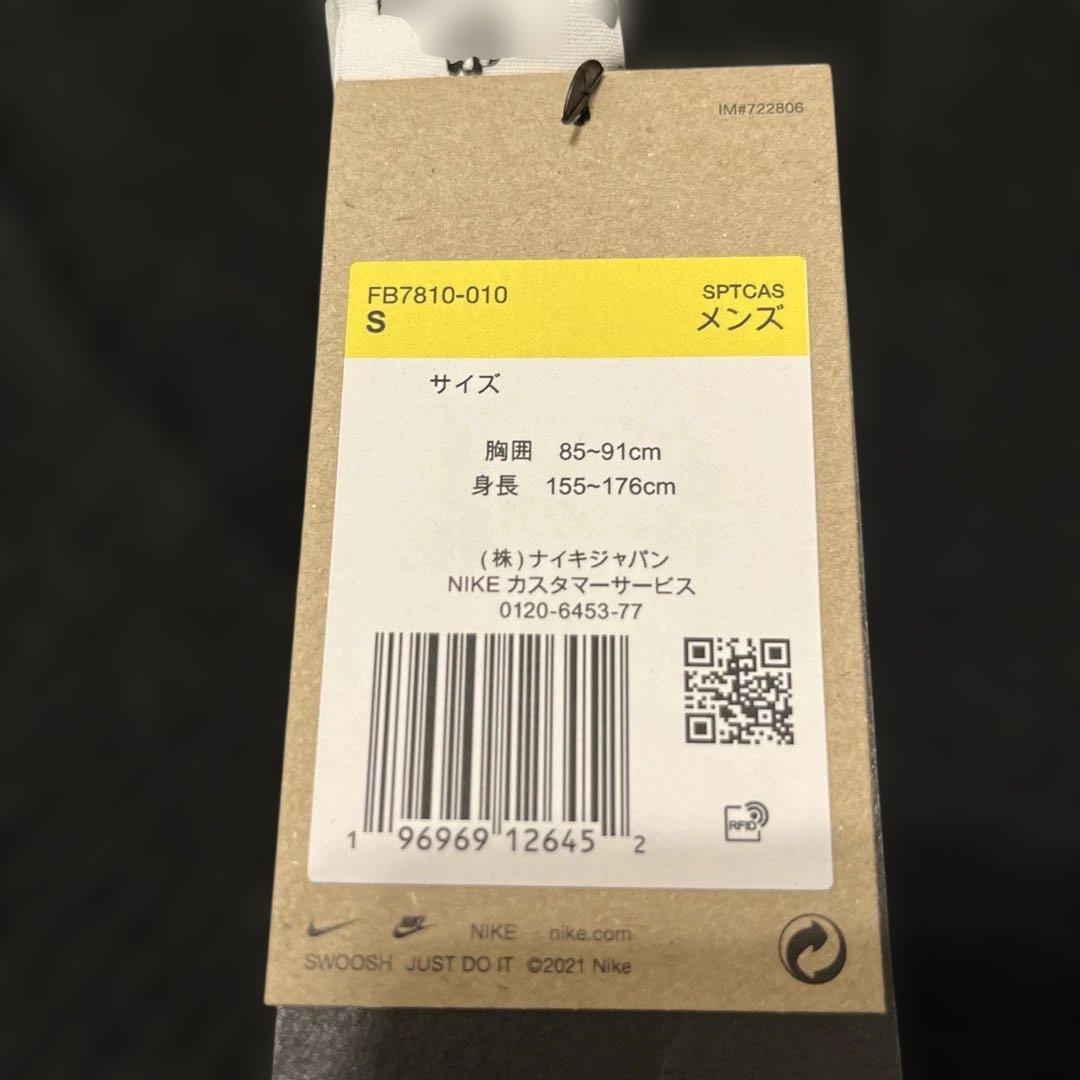 IM#722806
FB7810-010 SPTCAS
S メンズ
サイズ
胸囲 85~91cm
身長 155~176cm
(株)ナイキジャパン
NIKE カスタマーサービス
0120-6453-77
RFID
1 96969 12645 2
NIKE NIKE nike.com
SWOOSH JUST DO IT ©2021 Nike